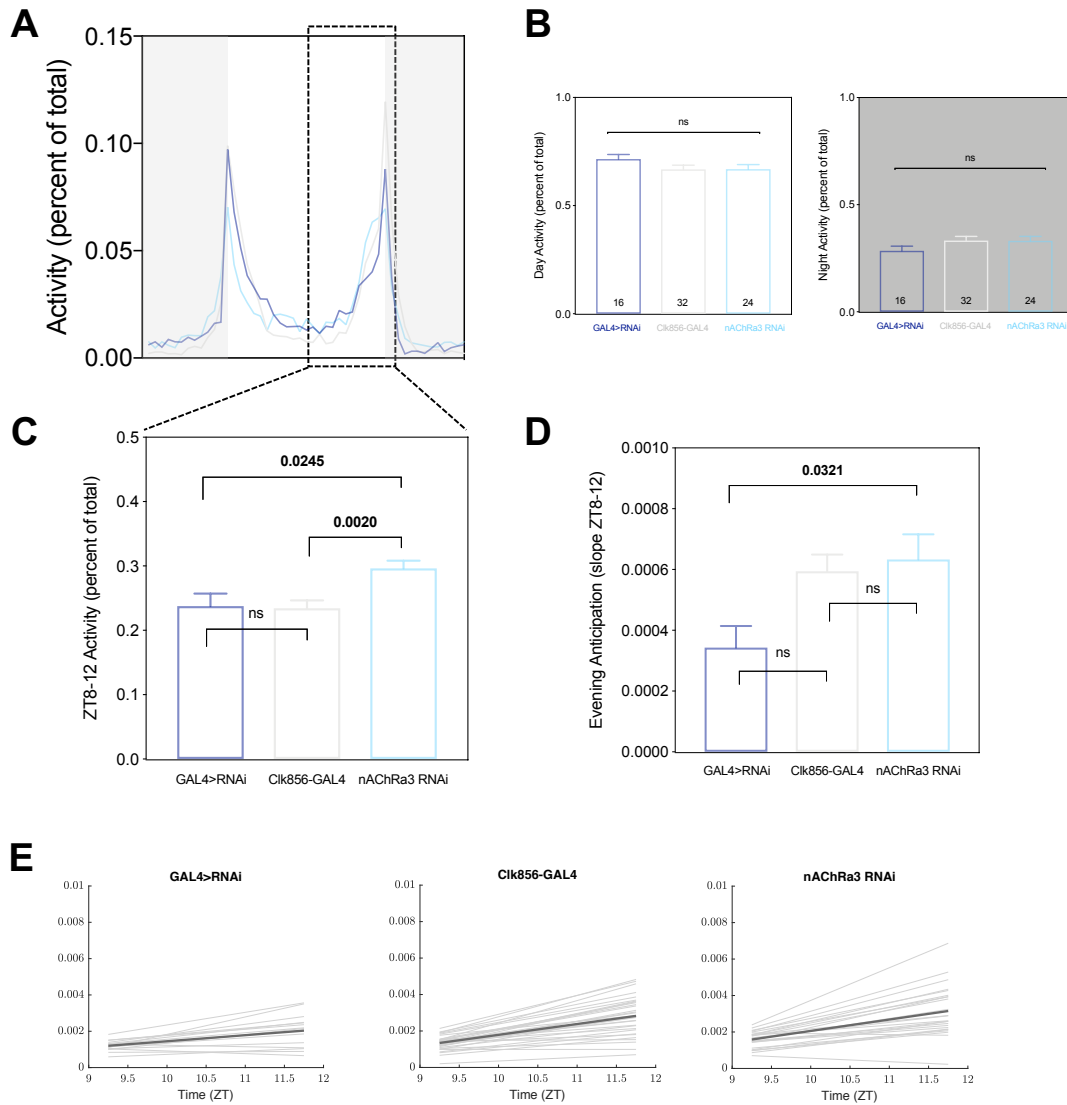 A
Activity (percent of total)
0.15
0.10
0.05
0.00
B
Day Activity (percent of total)
1.0
0.5
0.0
ns
16
32
24
GAL4>RNAi
Clk856-GAL4
nAChRa3 RNAi
Night Activity (percent of total)
1.0
0.5
0.0
ns
16
32
24
GAL4>RNAi
Clk856-GAL4
nAChRa3 RNAi
C
ZT8-12 Activity (percent of total)
0.5
0.4
0.3
0.2
0.1
0.0
0.0245
0.0020
ns
GAL4>RNAi
Clk856-GAL4
nAChRa3 RNAi
D
Evening Anticipation (slope ZT8-12)
0.0010
0.0008
0.0006
0.0004
0.0002
0.0000
0.0321
ns
ns
GAL4>RNAi
Clk856-GAL4
nAChRa3 RNAi
E
GAL4>RNAi
0.01
0.008
0.006
0.004
0.002
0
9 9.5 10 10.5 11 11.5 12
Time (ZT)
Clk856-GAL4
0.01
0.008
0.006
0.004
0.002
0
9 9.5 10 10.5 11 11.5 12
Time (ZT)
nAChRa3 RNAi
0.01
0.008
0.006
0.004
0.002
0
9 9.5 10 10.5 11 11.5 12
Time (ZT)